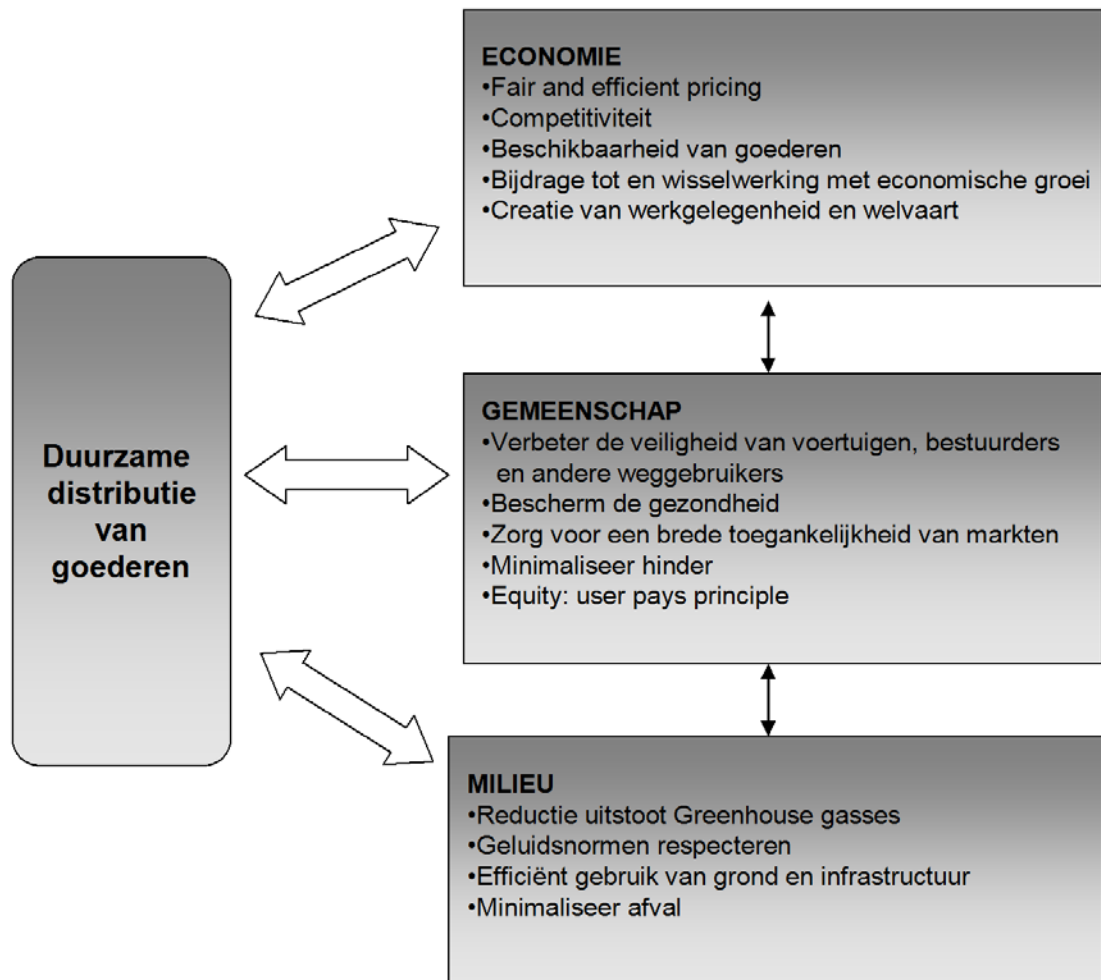 ECONOMIE
•Fair and efficient pricing
•Competitiviteit
•Beschikbaarheid van goederen
•Bijdrage tot en wisselwerking met economische groei
•Creatie van werkgelegenheid en welvaart
Duurzame
distributie
van
goederen
GEMEENSCHAP
•Verbeter de veiligheid van voertuigen, bestuurders
en andere weggebruikers
•Bescherm de gezondheid
•Zorg voor een brede toegankelijkheid van markten
•Minimaliseer hinder
•Equity: user pays principle
MILIEU
•Reductie uitstoot Greenhouse gasses
•Geluidsnormen respecteren
•Efficiënt gebruik van grond en infrastructuur
•Minimaliseer afval